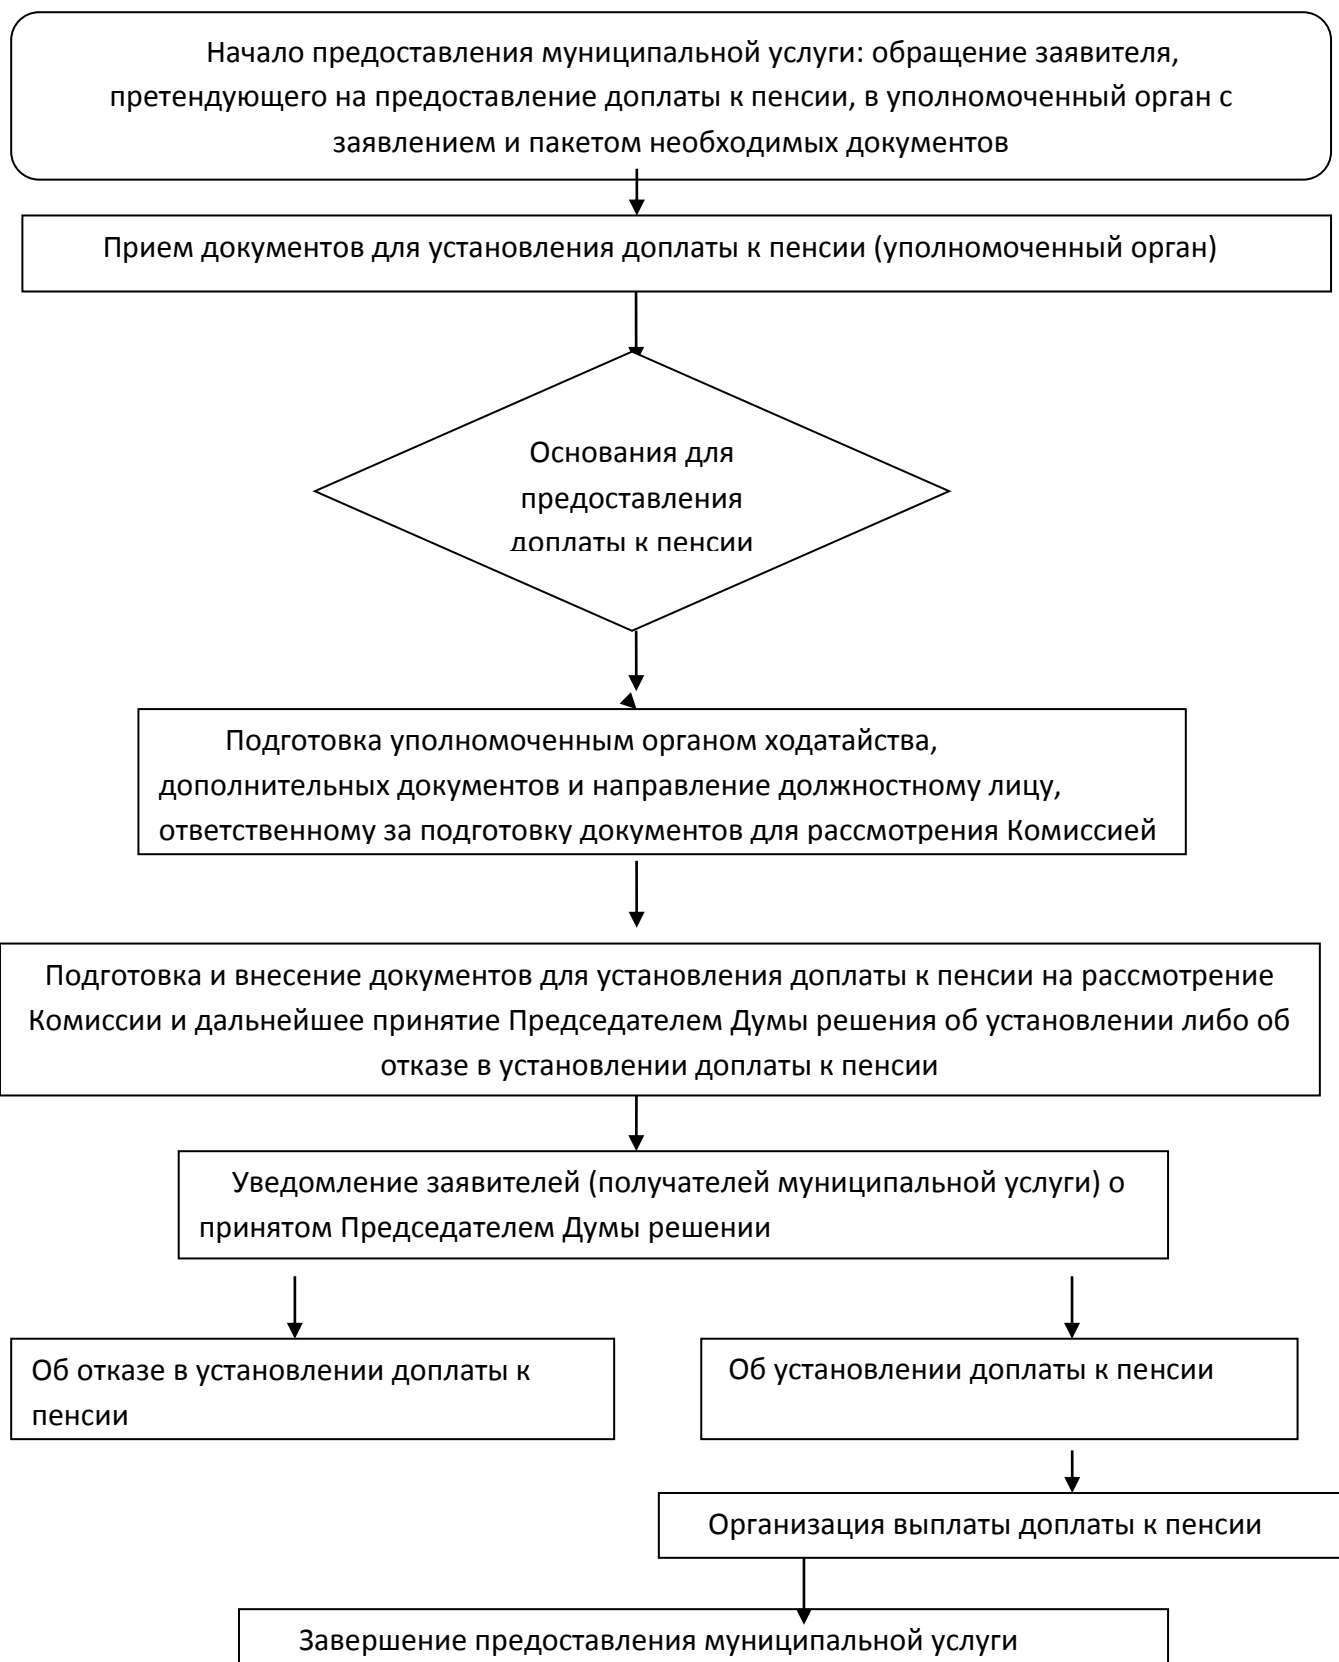 Начало предоставления муниципальной услуги: обращение заявителя,
претендующего на предоставление доплаты к пенсии, в уполномоченный орган с
заявлением и пакетом необходимых документов
Прием документов для установления доплаты к пенсии (уполномоченный орган)
Основания для
предоставления
доплаты к пенсии
Подготовка уполномоченным органом ходатайства,
дополнительных документов и направление должностному лицу,
ответственному за подготовку документов для рассмотрения Комиссией
Подготовка и внесение документов для установления доплаты к пенсии на рассмотрение
Комиссии и дальнейшее принятие Председателем Думы решения об установлении либо об
отказе в установлении доплаты к пенсии
Уведомление заявителей (получателей муниципальной услуги) о
принятом Председателем Думы решении
Об отказе в установлении доплаты к
пенсии
Об установлении доплаты к пенсии
Организация выплаты доплаты к пенсии
Завершение предоставления муниципальной услуги